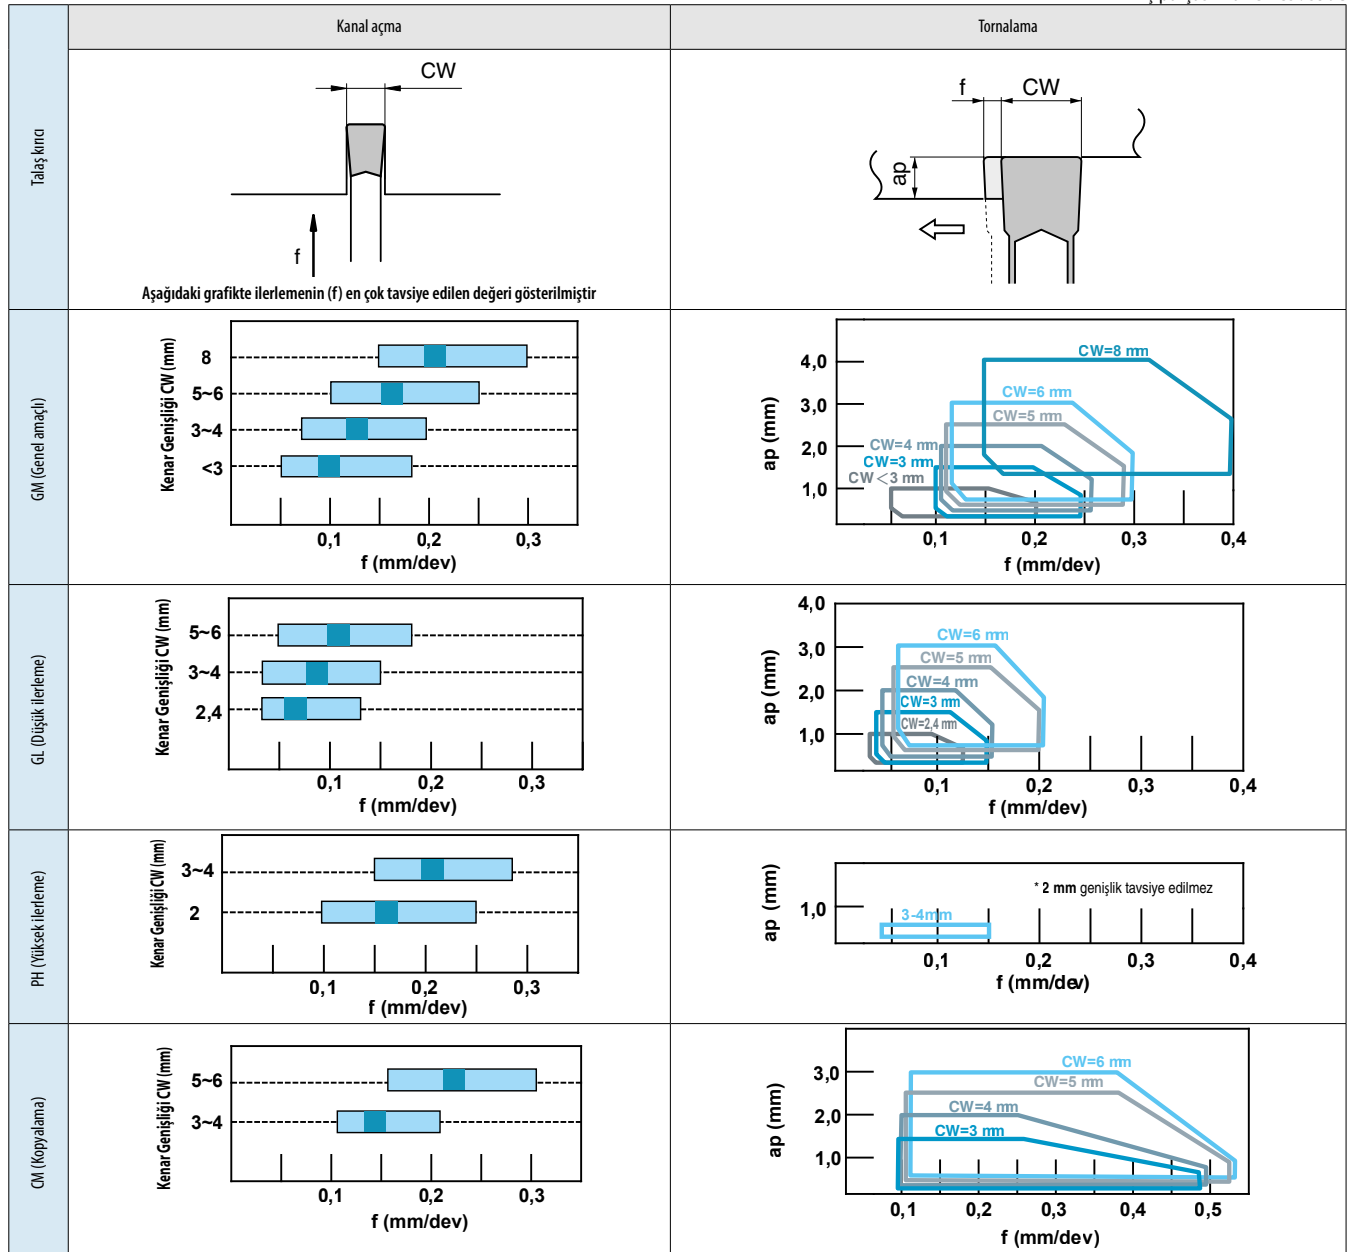 Kanal açma
Tornalama
Talaş kırıcı
CW
f
Aşağıdaki grafikte ilerlemenin (f) en çok tavsiye edilen değeri gösterilmiştir
f CW
ap
GM (Genel amaçlı)
Kenar Genişliği CW (mm)
8
5~6
3~4
<3
0,1 0,2 0,3
f (mm/dev)
ap (mm)
4,0
3,0
2,0
1,0
CW=8 mm
CW=6 mm
CW=5 mm
CW=4 mm
CW=3 mm
CW<3 mm
0,1 0,2 0,3 0,4
f (mm/dev)
GL (Düşük ilerleme)
Kenar Genişliği CW (mm)
5~6
3~4
2,4
0,1 0,2 0,3
f (mm/dev)
ap (mm)
4,0
3,0
2,0
1,0
CW=6 mm
CW=5 mm
CW=4 mm
CW=3 mm
CW=2,4 mm
0,1 0,2 0,3 0,4
f (mm/dev)
PH (Yüksek ilerleme)
Kenar Genişliği CW (mm)
3~4
2
0,1 0,2 0,3
f (mm/dev)
ap (mm)
1,0
* 2 mm genişlik tavsiye edilmez
3-4mm
0,1 0,2 0,3 0,4
f (mm/dev)
CM (Kopyalama)
Kenar Genişliği CW (mm)
5~6
3~4
0,1 0,2 0,3
f (mm/dev)
ap (mm)
3,0
2,0
1,0
CW=6 mm
CW=5 mm
CW=4 mm
CW=3 mm
0,1 0,2 0,3 0,4 0,5
f (mm/dev)